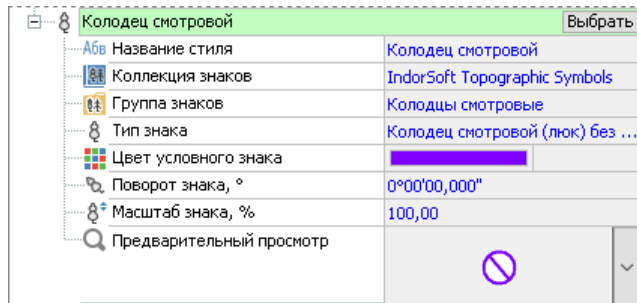 Колодец смотровой Выбрать
Абв Название стиля Колодец смотровой
Коллекция знаков IndorSoft Topographic Symbols
Группа знаков Колодцы смотровые
Тип знака Колодец смотровой (люк) без ...
Цвет условного знака
Поворот знака, ° 0°00'00,000"
Масштаб знака, % 100,00
Предварительный просмотр